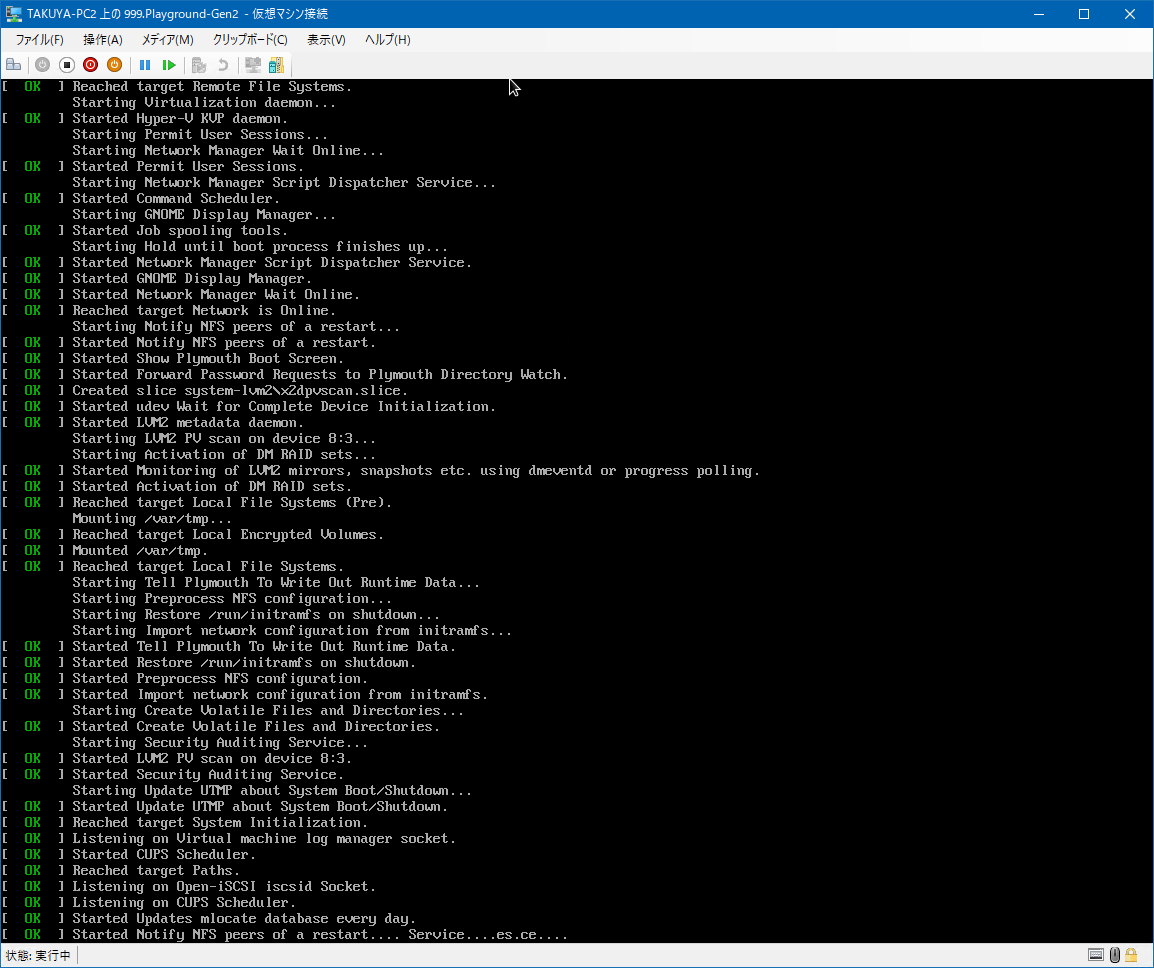 TAKUYA-PC2 上の 999.Playground-Gen2 - 仮想マシン接続
ファイル(F) 操作(A) メディア(M) クリップボード(C) 表示(V) ヘルプ(H)
[ OK ] Reached target Remote File Systems.
Starting Virtualization daemon...
[ OK ] Started Hyper-V KVP daemon.
Starting Permit User Sessions...
Starting Network Manager Wait Online...
[ OK ] Started Permit User Sessions.
Starting Network Manager Script Dispatcher Service...
[ OK ] Started Command Scheduler.
Starting GNOME Display Manager...
[ OK ] Started Job spooling tools.
Starting Hold until boot process finishes up...
[ OK ] Started Network Manager Script Dispatcher Service.
[ OK ] Started GNOME Display Manager.
[ OK ] Started Network Manager Wait Online.
[ OK ] Reached target Network is Online.
Starting Notify NFS peers of a restart...
[ OK ] Started Notify NFS peers of a restart.
[ OK ] Started Show Plymouth Boot Screen.
[ OK ] Started Forward Password Requests to Plymouth Directory Watch.
[ OK ] Created slice system-lvm2\x2dpvscan.slice.
[ OK ] Started udev Wait for Complete Device Initialization.
[ OK ] Started LVM2 metadata daemon.
Starting LVM2 PV scan on device 8:3...
Starting Activation of DM RAID sets...
[ OK ] Started Monitoring of LVM2 mirrors, snapshots etc. using dmeventd or progress polling.
[ OK ] Started Activation of DM RAID sets.
[ OK ] Reached target Local File Systems (Pre).
Mounting /var/tmp...
[ OK ] Reached target Local Encrypted Volumes.
[ OK ] Mounted /var/tmp.
[ OK ] Reached target Local File Systems.
Starting Tell Plymouth To Write Out Runtime Data...
Starting Preprocess NFS configuration...
Starting Restore /run/initramfs on shutdown...
Starting Import network configuration from initramfs...
[ OK ] Started Tell Plymouth To Write Out Runtime Data.
[ OK ] Started Restore /run/initramfs on shutdown.
[ OK ] Started Preprocess NFS configuration.
[ OK ] Started Import network configuration from initramfs.
Starting Create Volatile Files and Directories...
[ OK ] Started Create Volatile Files and Directories.
Starting Security Auditing Service...
[ OK ] Started LVM2 PV scan on device 8:3.
[ OK ] Started Security Auditing Service.
Starting Update UTMP about System Boot/Shutdown...
[ OK ] Started Update UTMP about System Boot/Shutdown.
[ OK ] Reached target System Initialization.
[ OK ] Listening on Virtual machine log manager socket.
[ OK ] Started CUPS Scheduler.
[ OK ] Reached target Paths.
[ OK ] Listening on Open-iSCSI iscsid Socket.
[ OK ] Listening on CUPS Scheduler.
[ OK ] Started Updates mlocate database every day.
[ OK ] Started Notify NFS peers of a restart.... Service....es.ce....
状態: 実行中